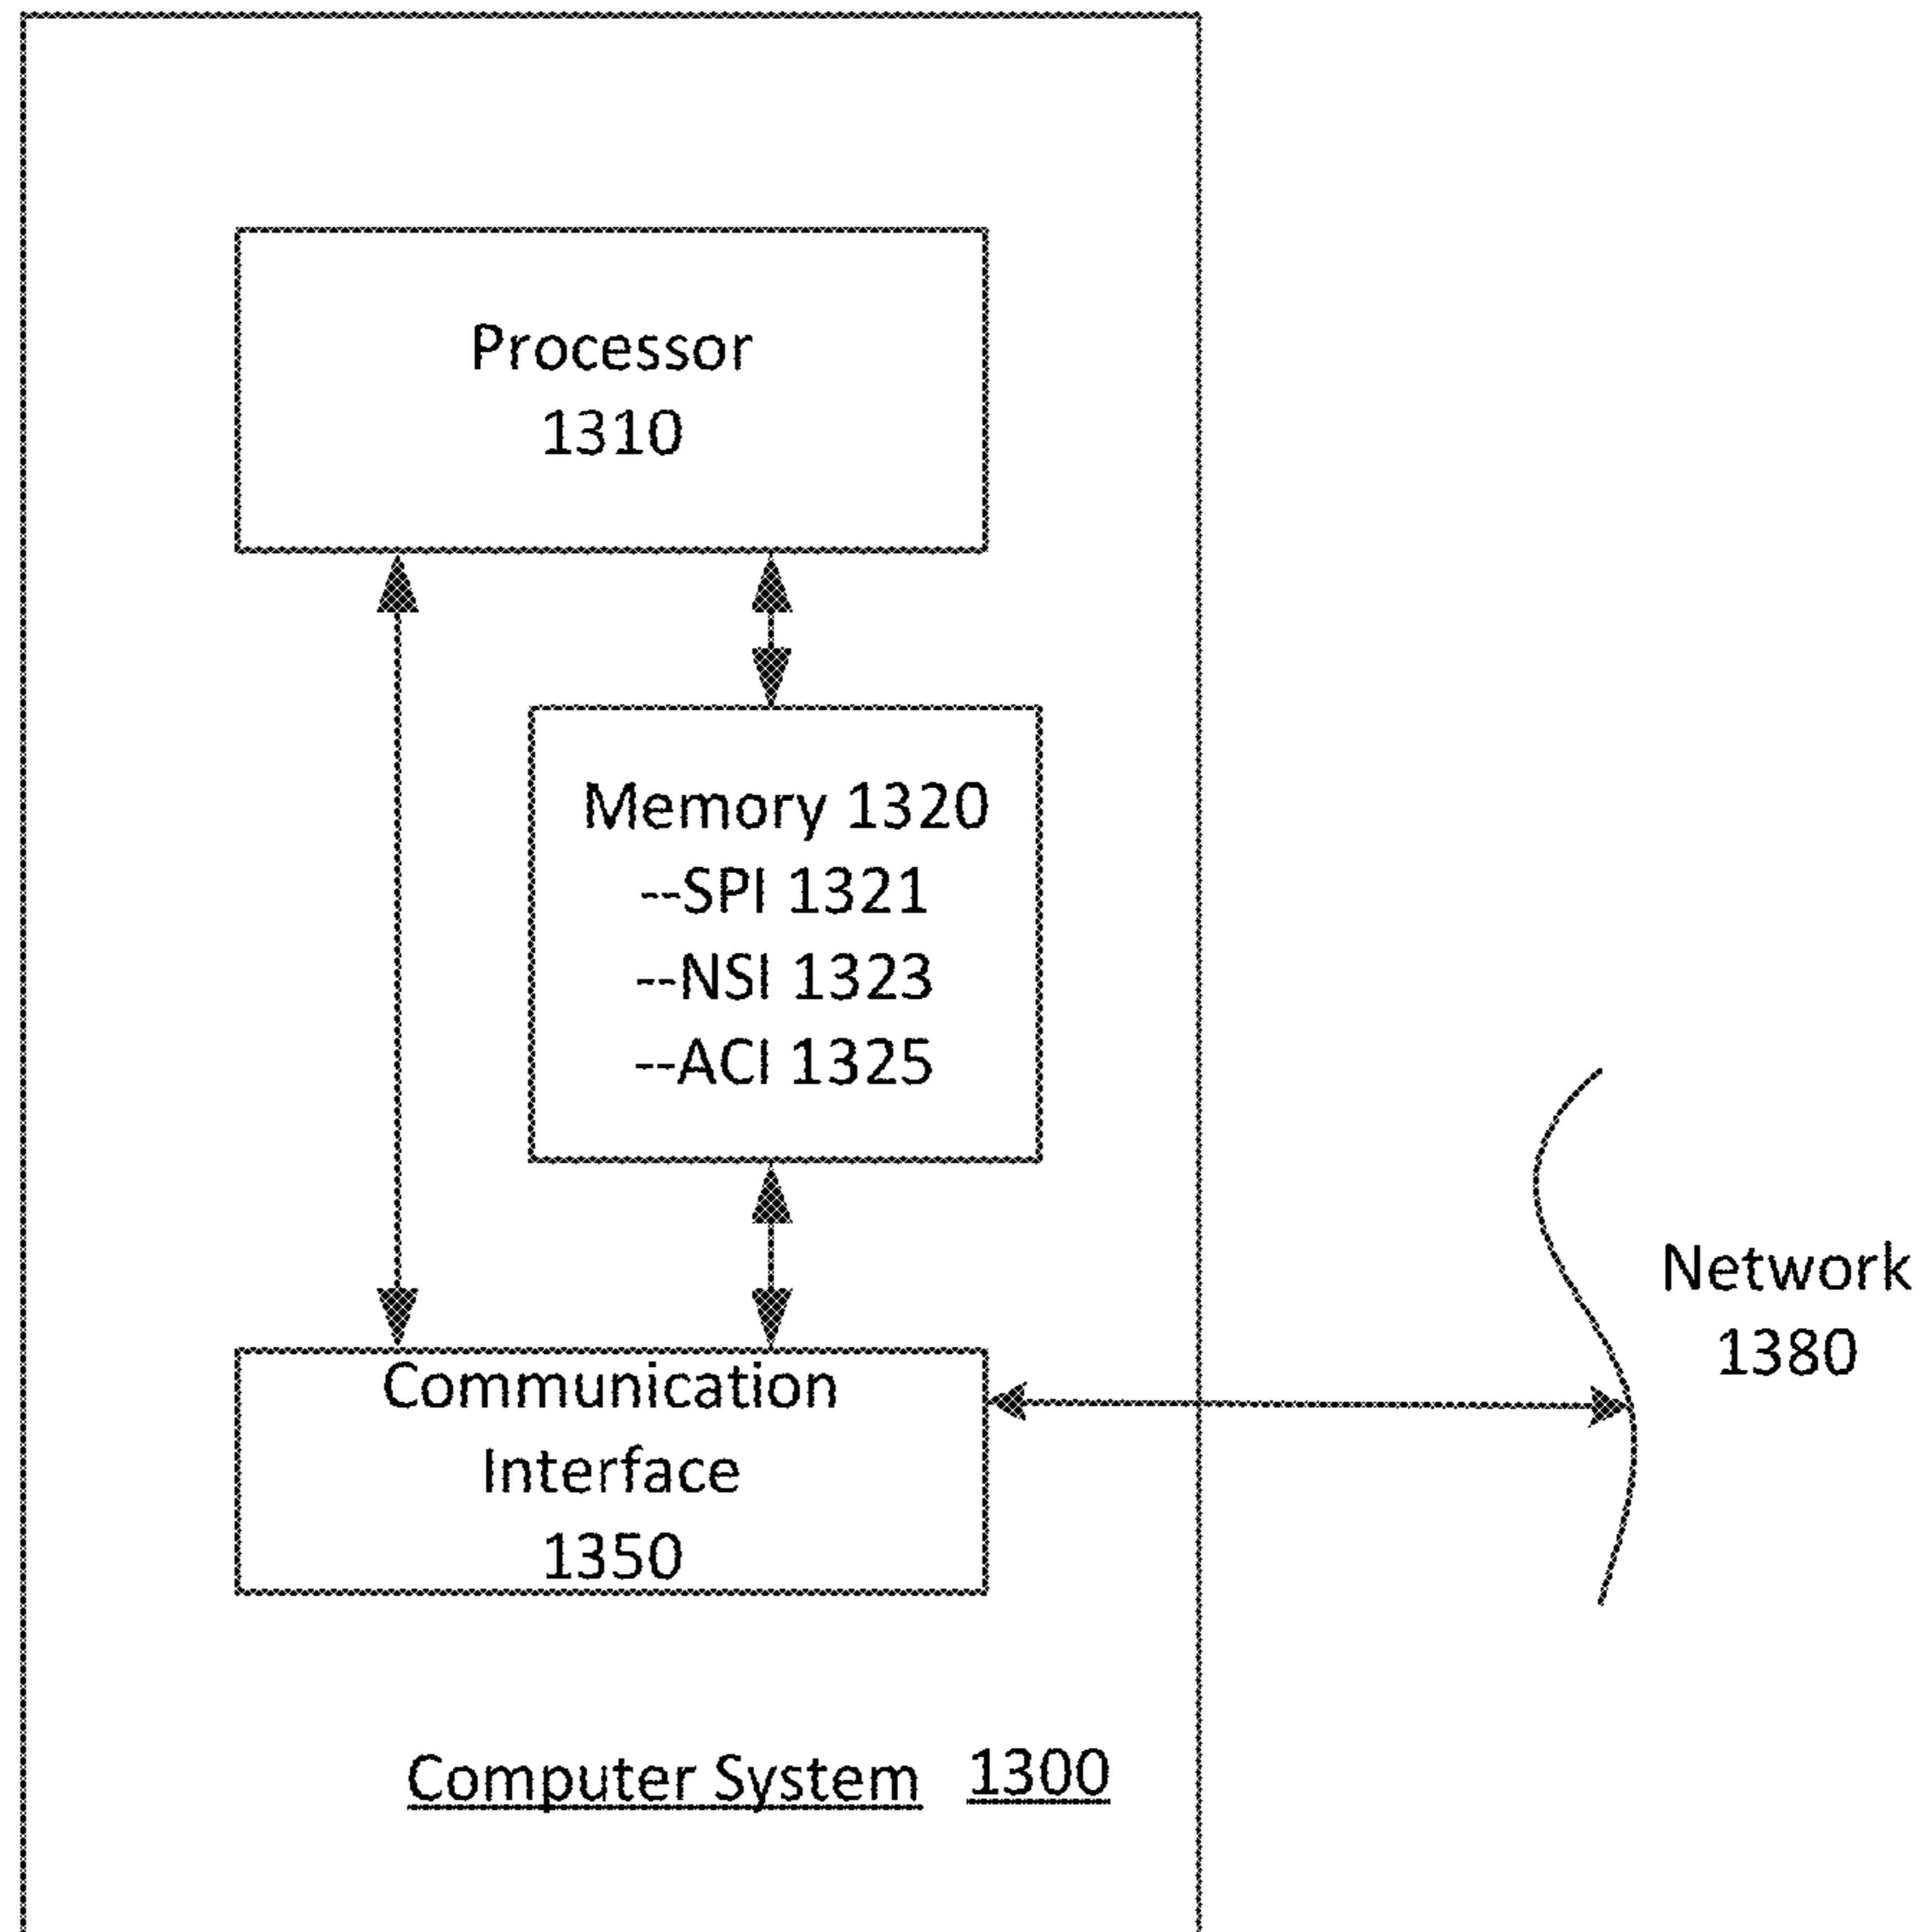 Processor
1310
Memory 1320
--SPI 1321
--NSI 1323
--ACI 1325
Network
1380
Communication
Interface
1350
Computer System 1300